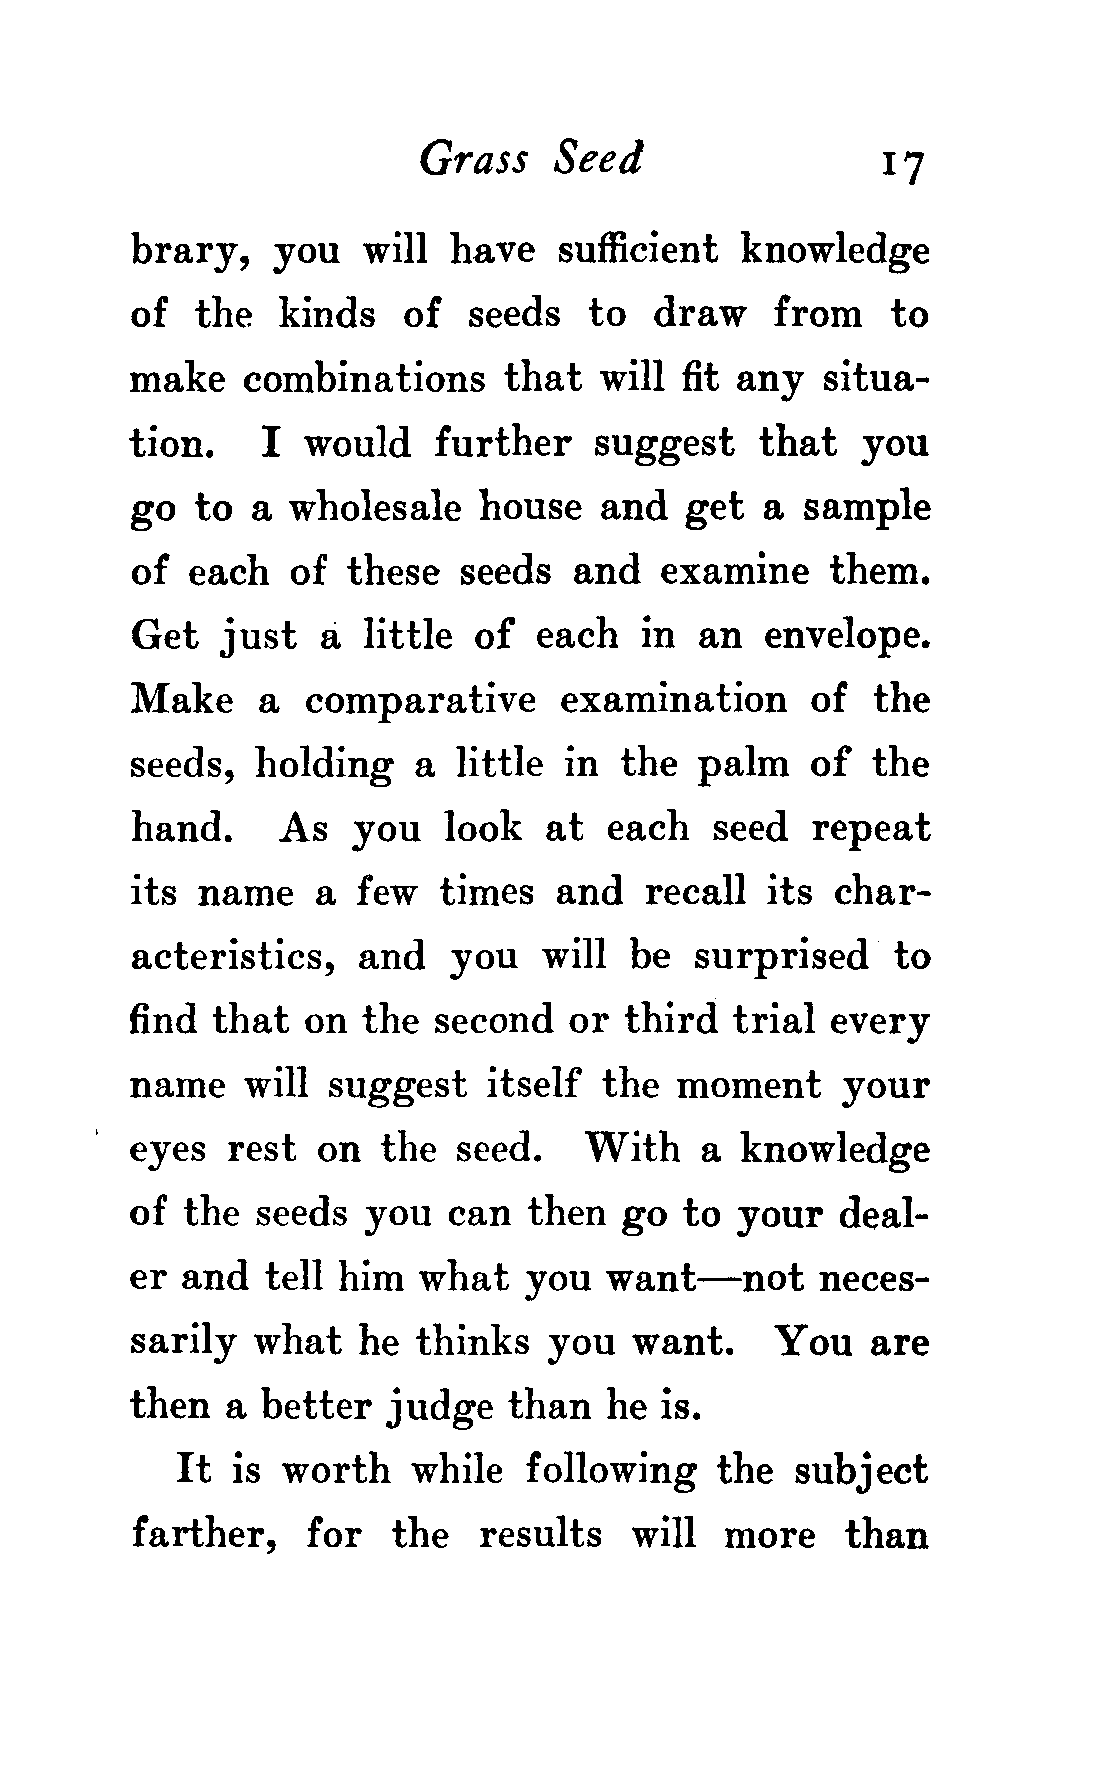 Grass Seed 17
brary, you will have sufficient knowledge
of the kinds of seeds to draw from to
make combinations that will fit any situa-
tion. I would further suggest that you
go to a wholesale house and get a sample
of each of these seeds and examine them.
Get just a little of each in an envelope.
Make a comparative examination of the
seeds, holding a little in the palm of the
hand. As you look at each seed repeat
its name a few times and recall its char-
acteristics, and you will be surprised to
find that on the second or third trial every
name will suggest itself the moment your
eyes rest on the seed. With a knowledge
of the seeds you can then go to your deal-
er and tell him what you want—not neces-
sarily what he thinks you want. You are
then a better judge than he is.
It is worth while following the subject
farther, for the results will more than